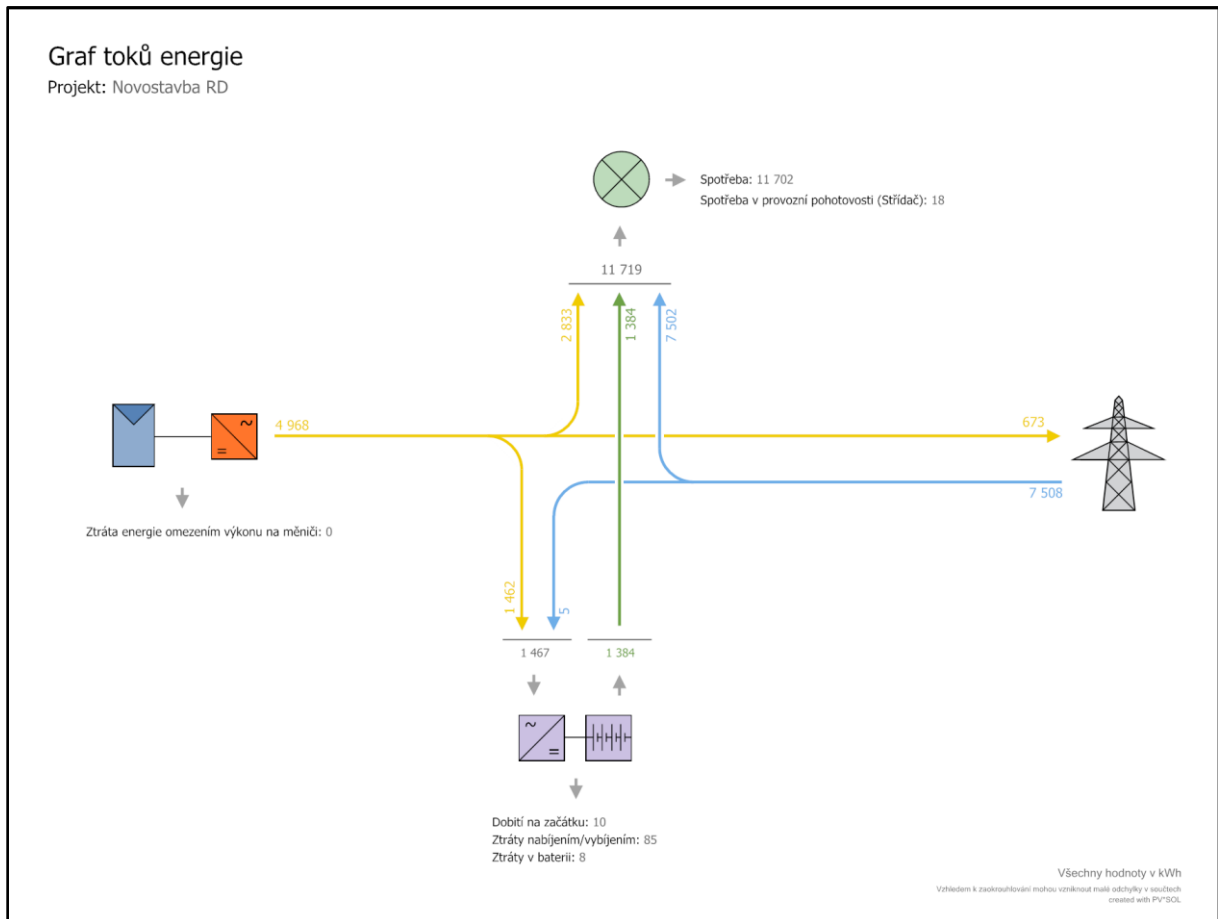 Graf toků energie
Projekt: Novostavba RD
Spotřeba: 11 702
Spotřeba v provozní pohotovosti (Střídač): 18
11 719
2 833
1 384
7 502
4 968
673
7 508
Ztráta energie omezením výkonu na měniči: 0
1 462
5
1 467
1 384
Dobití na začátku: 10
Ztráty nabíjením/vybíjením: 85
Ztráty v baterii: 8
Všechny hodnoty v kWh
Vzhledem k zaokrouhlování mohou vzniknout malé odchylky v součtech
created with PV*SOL